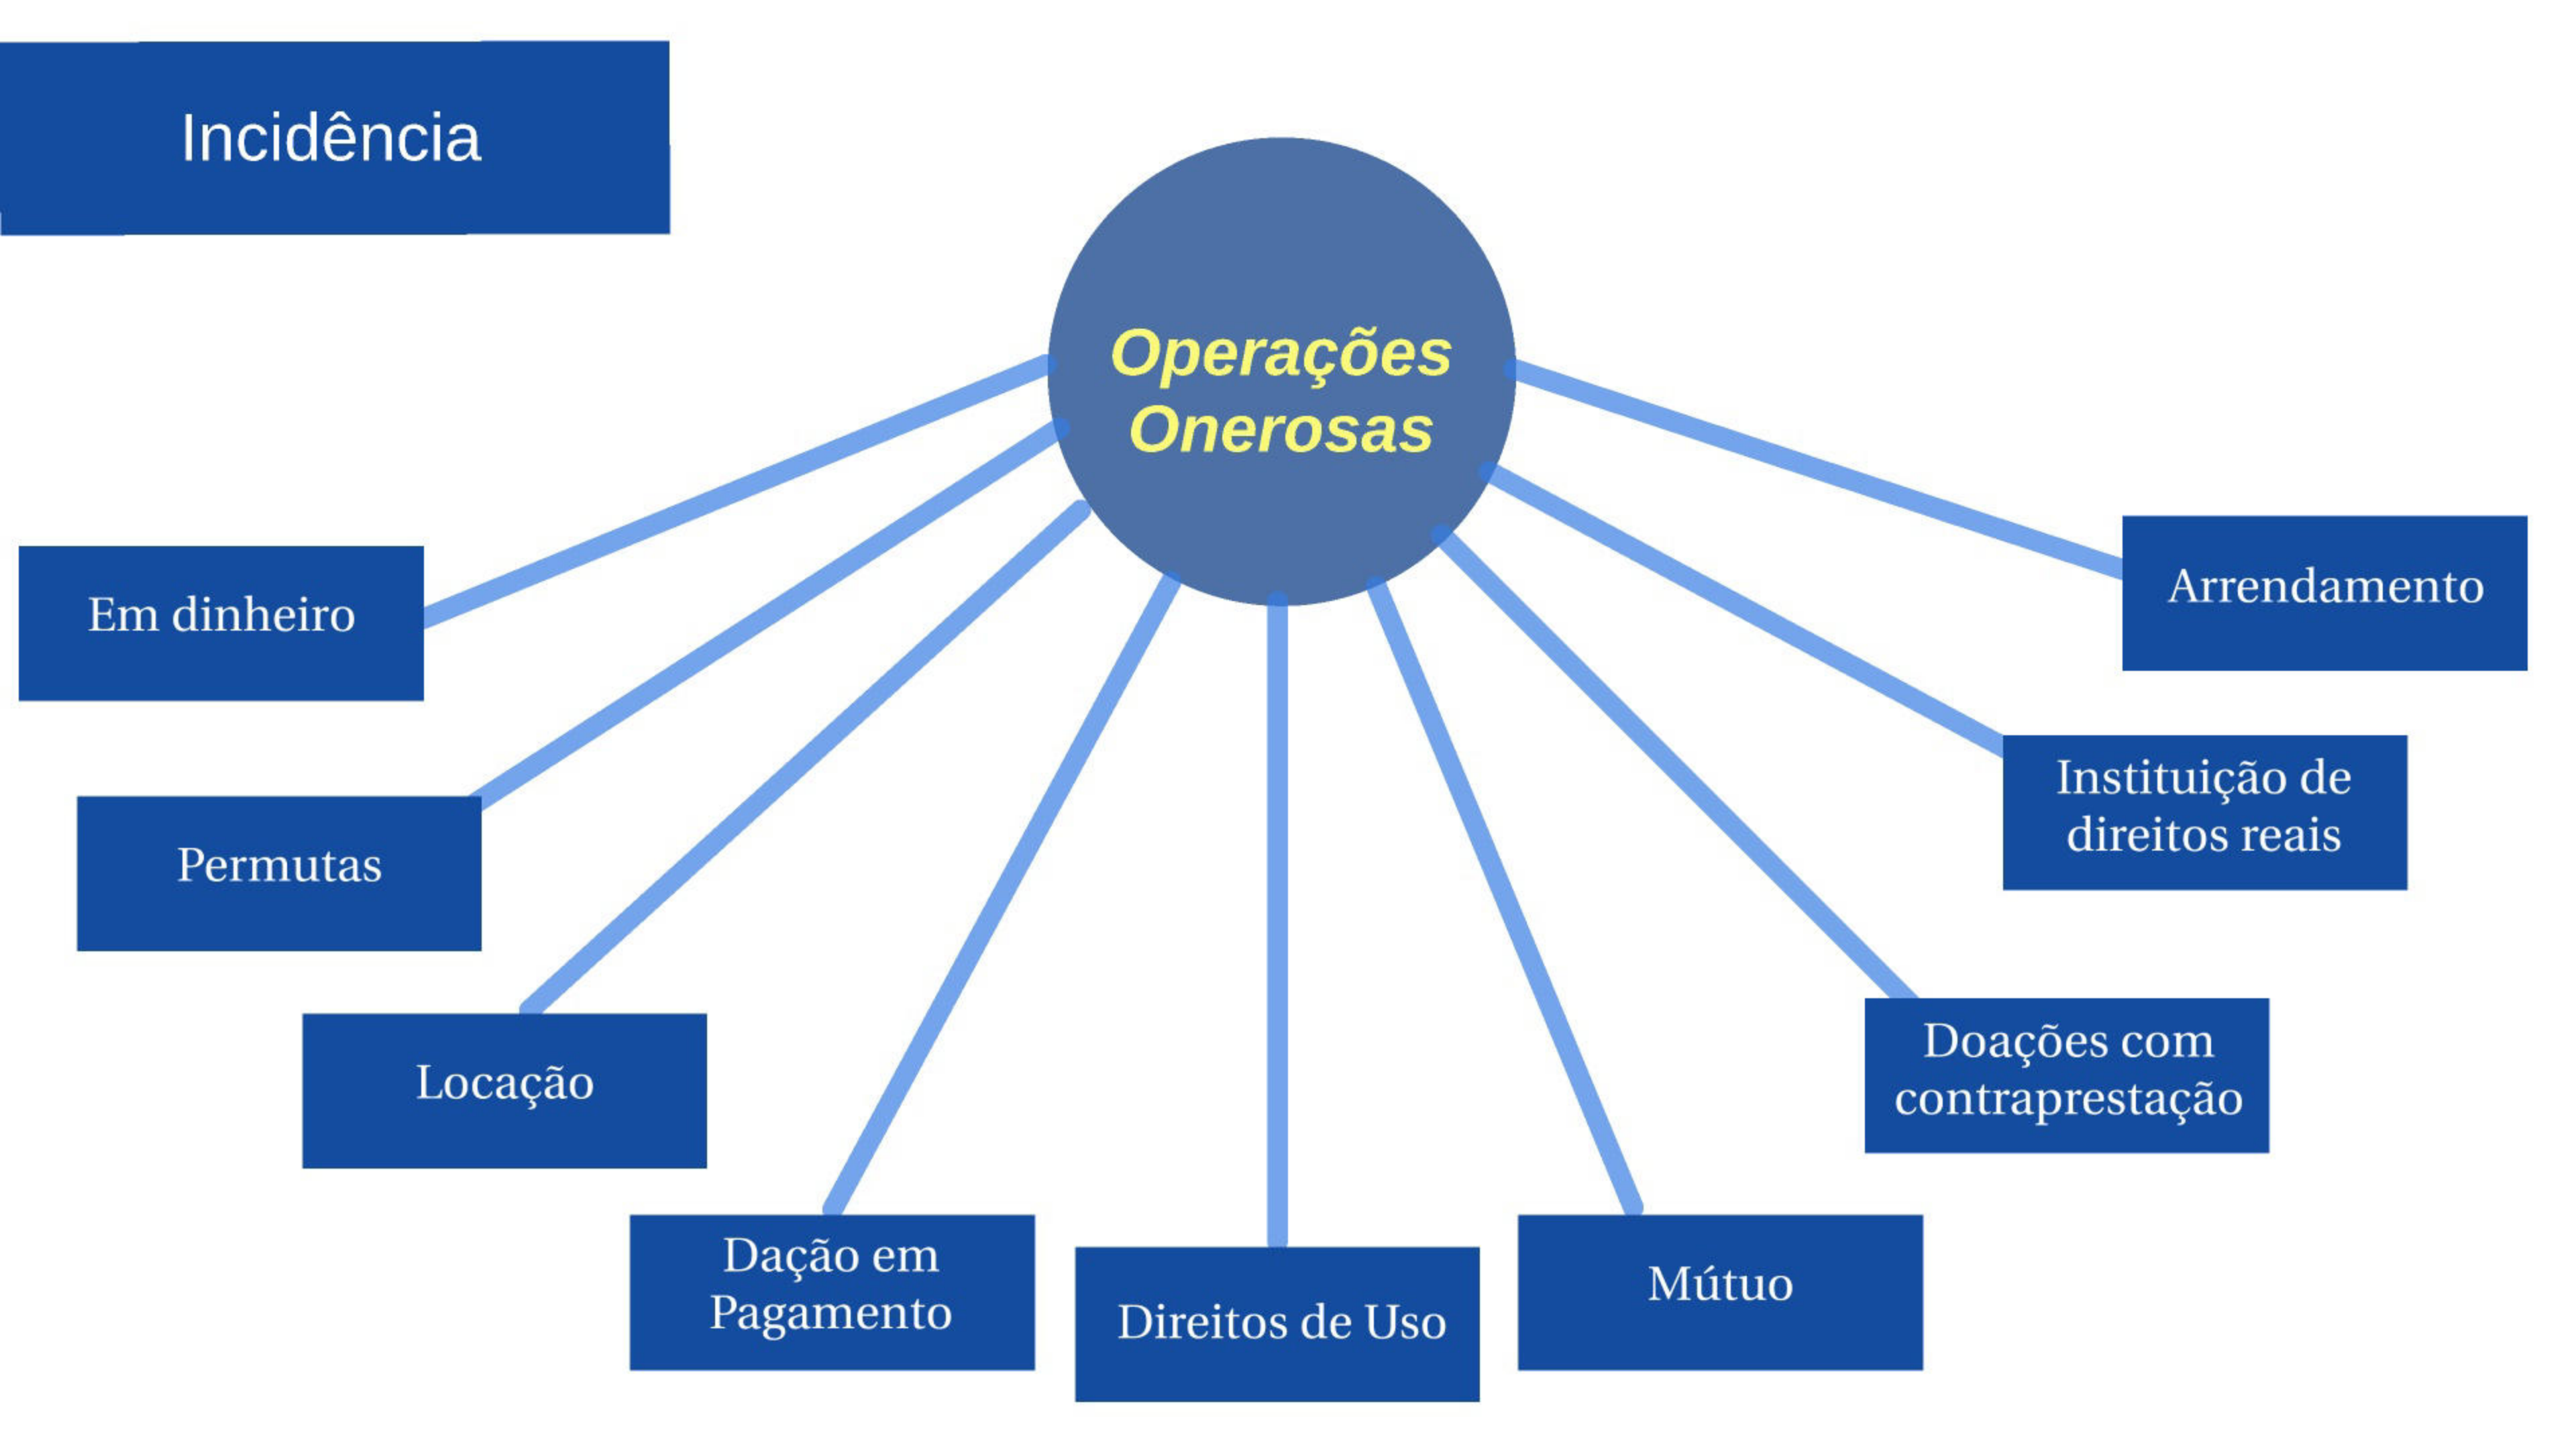 Incidência
Operações
Onerosas
Em dinheiro
Permutas
Locação
Dação em
Pagamento
Direitos de Uso
Mútuo
Doações com
contraprestação
Instituição de
direitos reais
Arrendamento